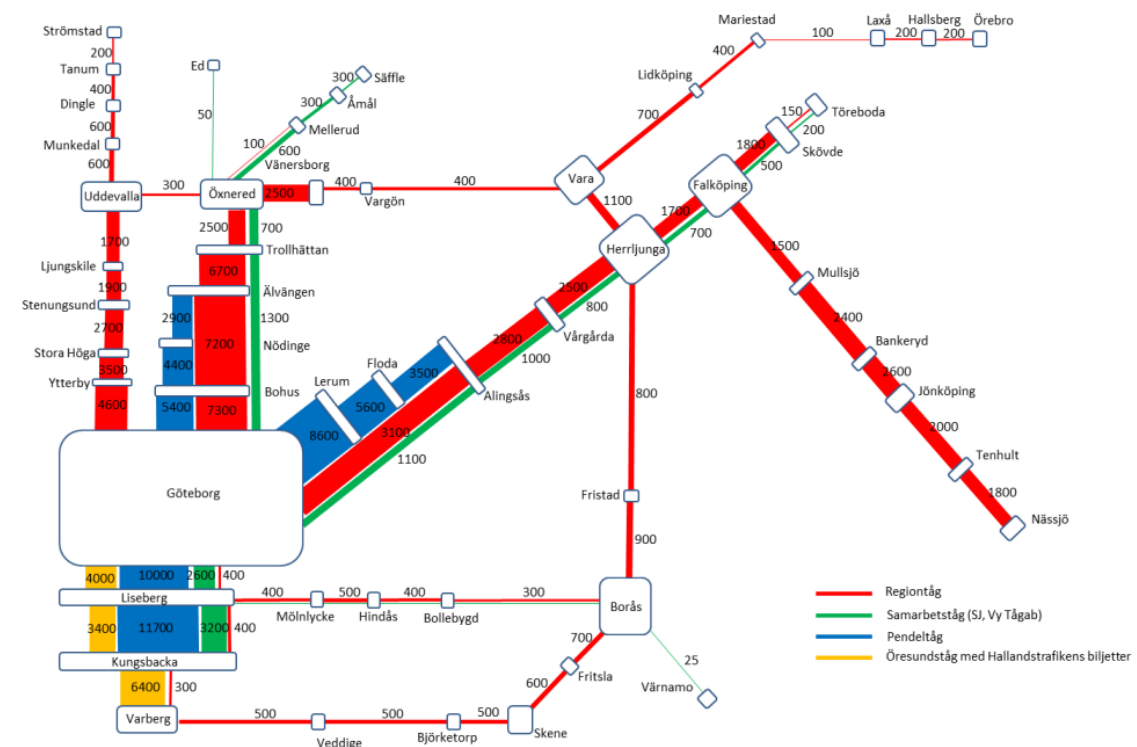 Strömstad
200
Tanum
400
Dingle
600
Munkedal
600
Uddevalla
300
1700
Ljungskile
1900
Stenungsund
2700
Stora Höga
3500
Ytterby
4600
Ed
50
300
Säffle
300
Åmål
Mellerud
100
600
Vänersborg
Öxnered
2500
400
Vargön
400
2500
700
Trollhättan
6700
Älvängen
2900
1300
7200
Nödinge
4400
Bohus
5400
7300
Göteborg
Mariestad
100
Laxå
200
Hallsberg
200
Örebro
400
Lidköping
700
Vara
1100
Herrljunga
150
Töreboda
200
1800
Skövde
500
Falköping
1700
700
1500
Mullsjö
2400
Bankeryd
2600
Jönköping
2000
Tenhult
1800
Nässjö
2500
800
Vårgårda
2800
1000
Alingsås
3500
Floda
5600
Lerum
8600
3100
1100
800
Fristad
900
Borås
4000
10000
2600
400
Liseberg
400
Mölnlycke
500
Hindås
400
Bollebygd
300
3400
11700
3200
400
Kungsbacka
6400
300
Varberg
500
Veddige
500
Björketorp
500
Skene
600
Fritsla
700
25
Värnamo
Regiontåg
Samarbetståg (SJ, Vy Tågab)
Pendeltåg
Öresundståg med Hallandstrafikens biljetter